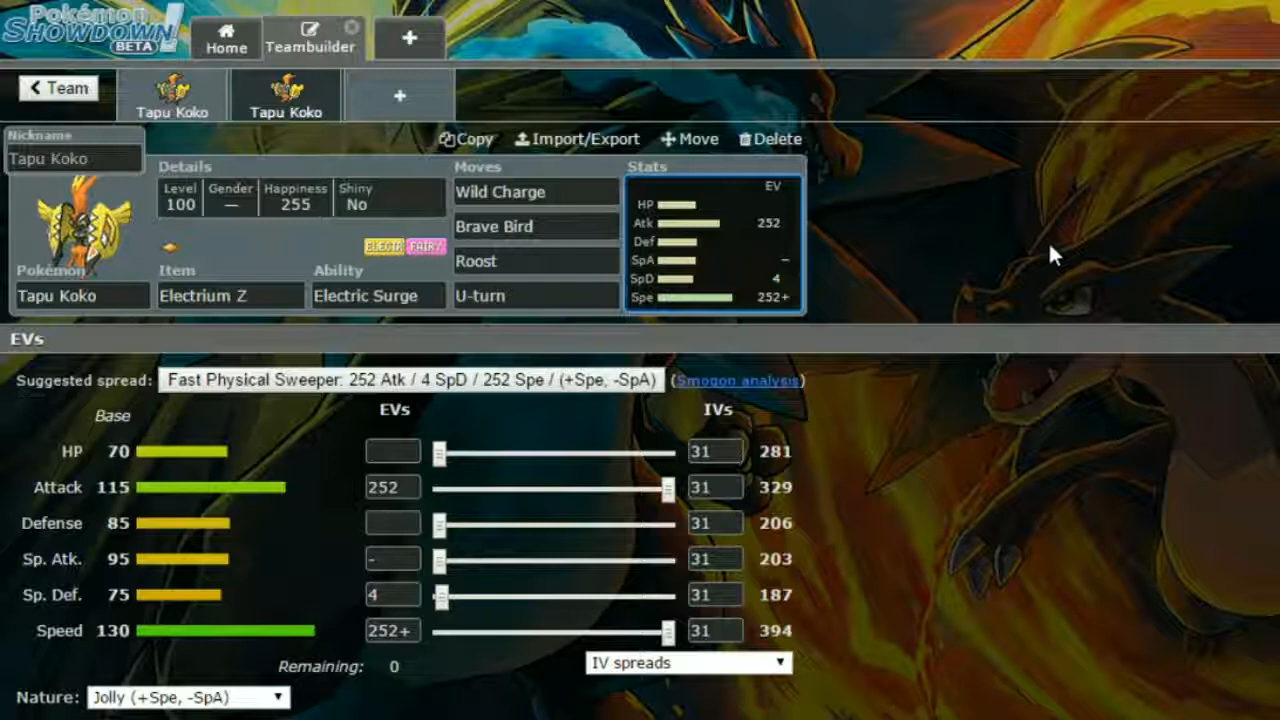 Pokémon
SHOWDOWN!
BETA
Home
Teambuilder
+
< Team
Tapu Koko
Tapu Koko
+
Nickname
Tapu Koko
Copy Import/Export Move Delete
Details
Moves
Stats
Level Gender Happiness Shiny
100 — 255 No
ELECTR FAIRY
Pokémon
Tapu Koko
Item
Electrium Z
Ability
Electric Surge
Wild Charge
Brave Bird
Roost
U-turn
EV
HP
Atk 252
Def
SpA –
SpD 4
Spe 252+
EVs
Suggested spread: Fast Physical Sweeper: 252 Atk / 4 SpD / 252 Spe / (+Spe, -SpA) (Smogon analysis)
Base EVs IVs
HP 70 31 281
Attack 115 252 31 329
Defense 85 31 206
Sp. Atk. 95 - 31 203
Sp. Def. 75 4 31 187
Speed 130 252+ 31 394
Remaining: 0
IV spreads
Nature: Jolly (+Spe, -SpA)